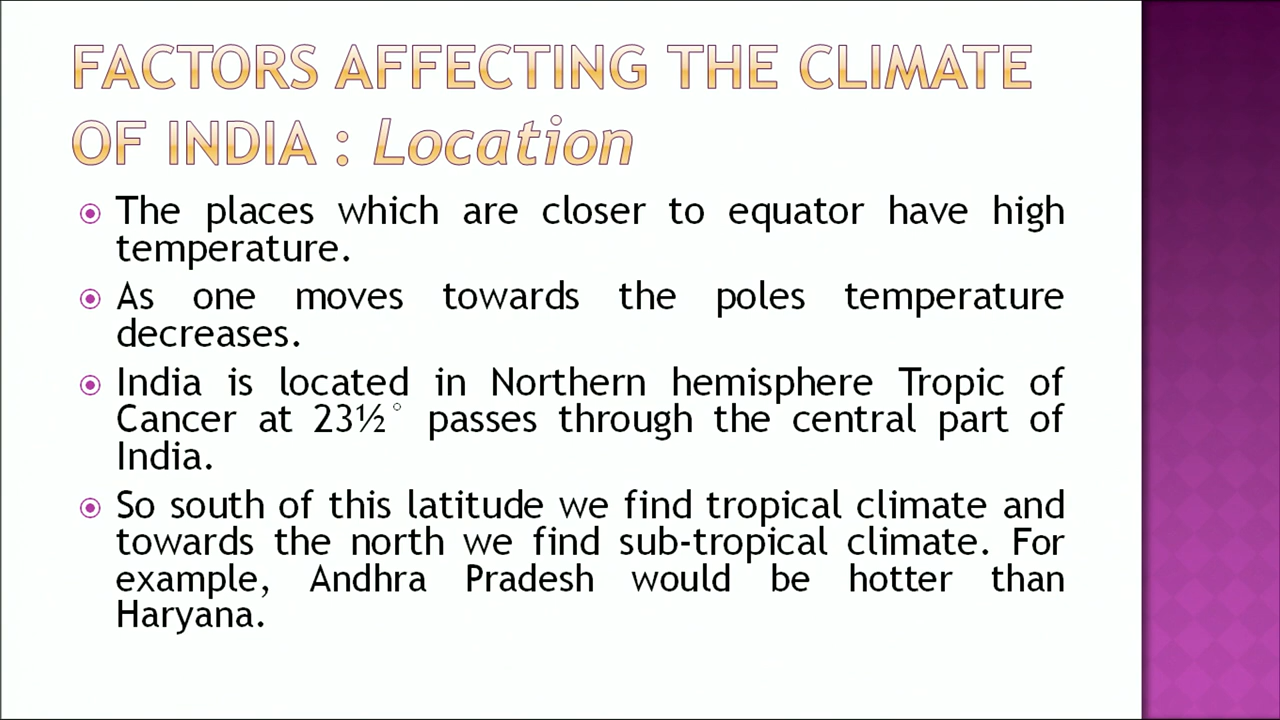 FACTORS AFFECTING THE CLIMATE
OF INDIA : Location
The places which are closer to equator have high
temperature.
As one moves towards the poles temperature
decreases.
India is located in Northern hemisphere Tropic of
Cancer at 23½° passes through the central part of
India.
So south of this latitude we find tropical climate and
towards the north we find sub-tropical climate. For
example, Andhra Pradesh would be hotter than
Haryana.